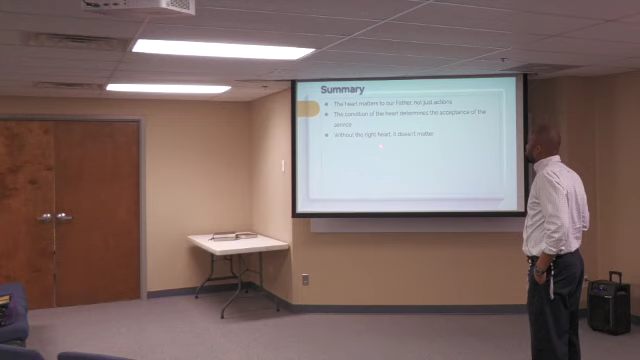 Summary
The heart matters to our Father, not just actions
The condition of the heart determines the acceptance of the
service
Without the right heart, it doesn't matter